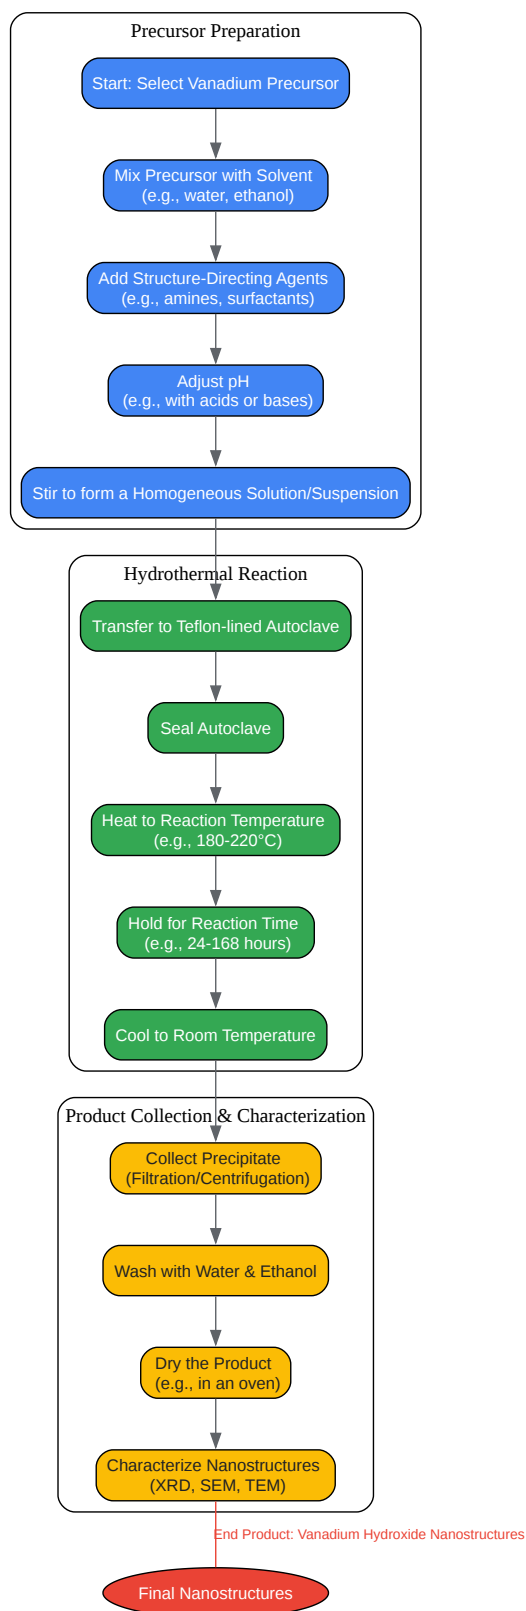 Precursor Preparation
Start: Select Vanadium Precursor
Mix Precursor with Solvent
(e.g., water, ethanol)
Add Structure-Directing Agents
(e.g., amines, surfactants)
Adjust pH
(e.g., with acids or bases)
Stir to form a Homogeneous Solution/Suspension
Hydrothermal Reaction
Transfer to Teflon-lined Autoclave
Seal Autoclave
Heat to Reaction Temperature
(e.g., 180-220°C)
Hold for Reaction Time
(e.g., 24-168 hours)
Cool to Room Temperature
Product Collection & Characterization
Collect Precipitate
(Filtration/Centrifugation)
Wash with Water & Ethanol
Dry the Product
(e.g., in an oven)
Characterize Nanostructures
(XRD, SEM, TEM)
End Product: Vanadium Hydroxide Nanostructures
Final Nanostructures